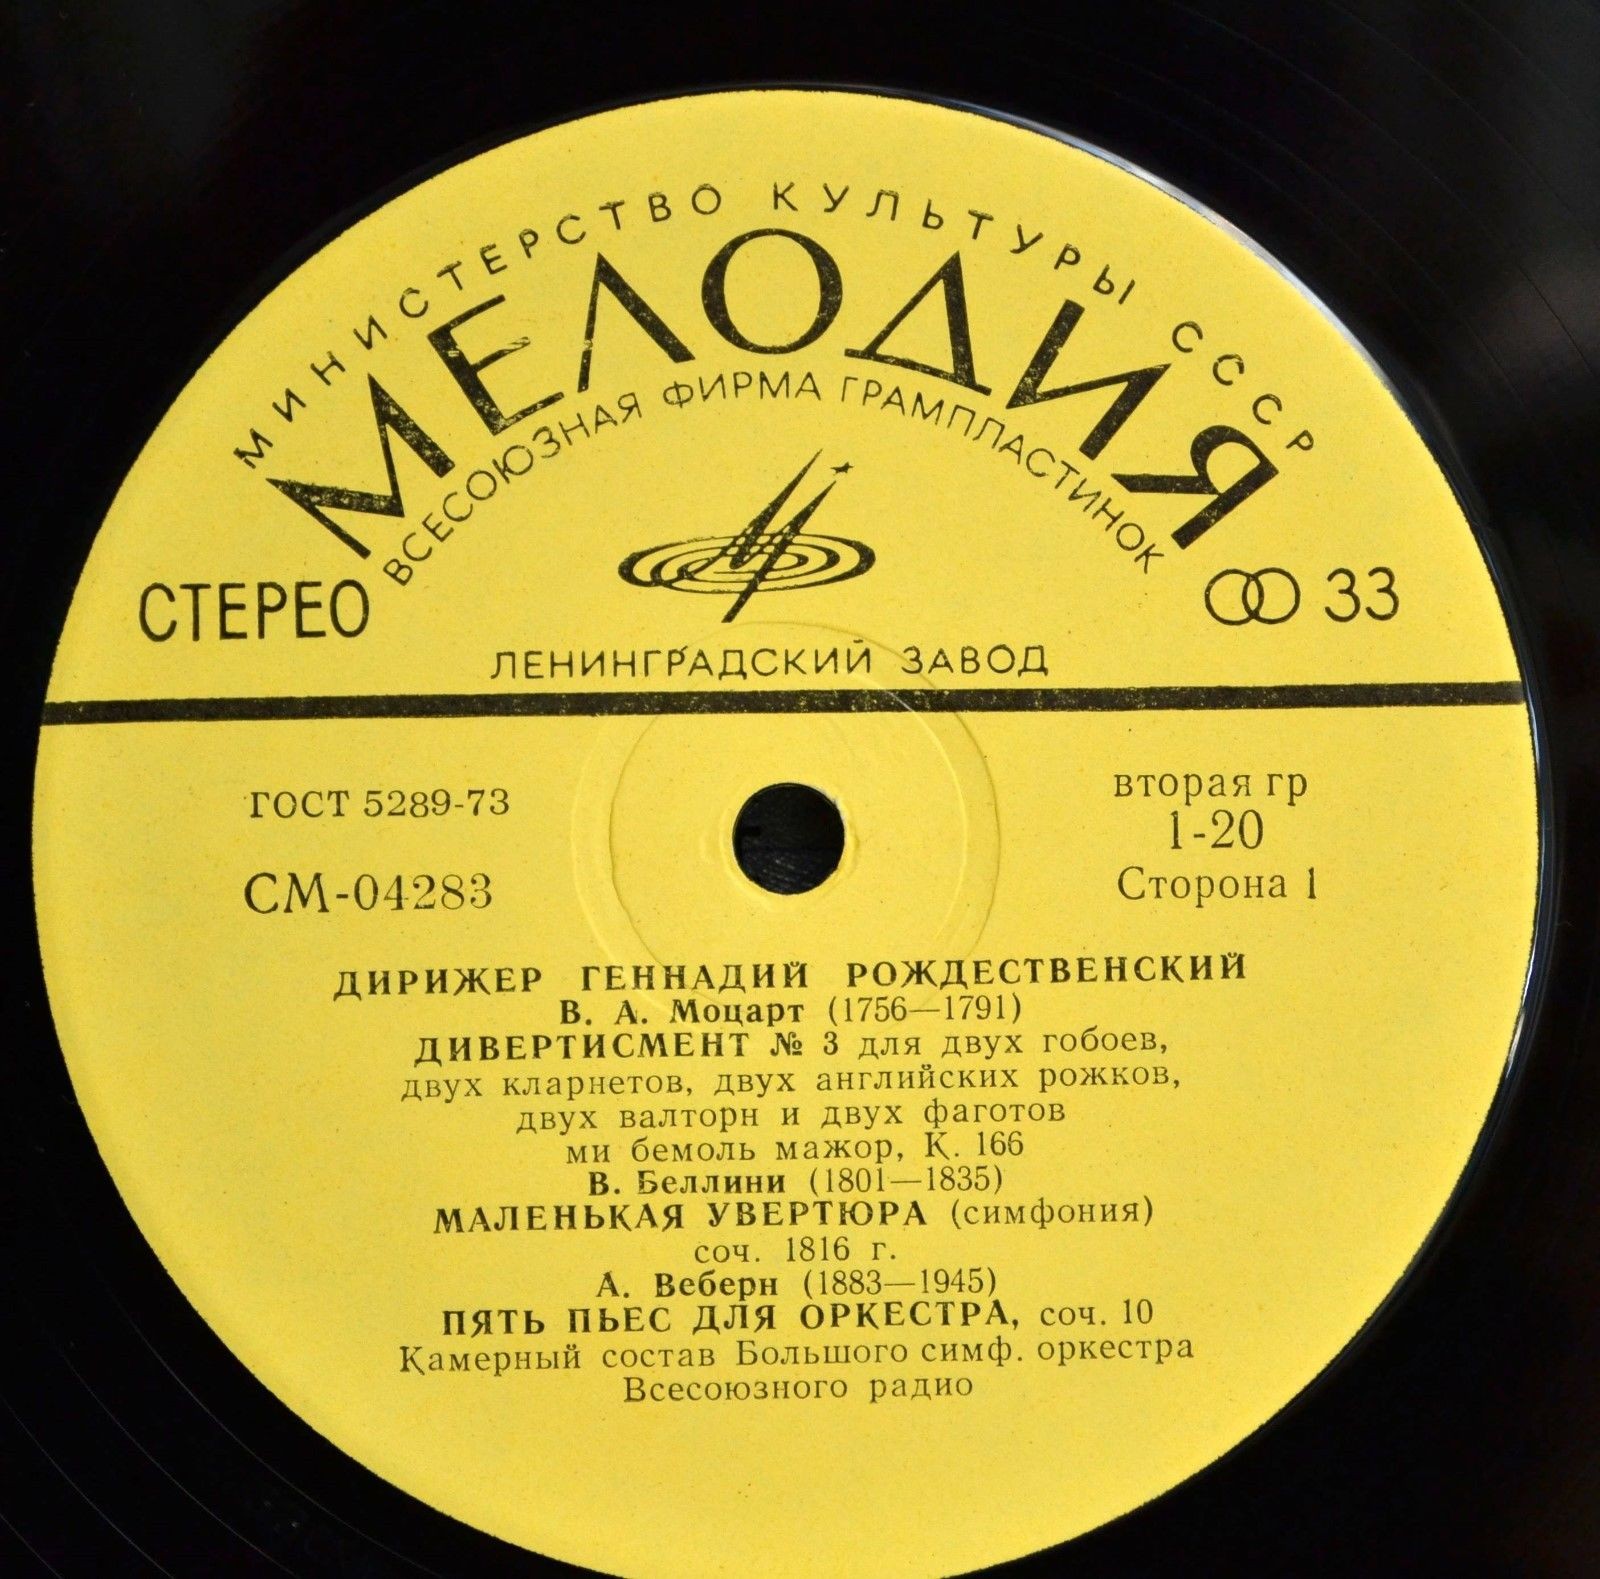 МИНИСТЕРСТВО КУЛЬТУРЫ СССР
МЕЛОДИЯ
ВСЕСОЮЗНАЯ ФИРМА ГРАМПЛАСТИНОК
СТЕРЕО
33
ЛЕНИНГРАДСКИЙ ЗАВОД
ГОСТ 5289-73
СМ-04283
вторая гр
1-20
Сторона 1
ДИРИЖЕР ГЕННАДИЙ РОЖДЕСТВЕНСКИЙ
В. А. Моцарт (1756—1791)
ДИВЕРТИСМЕНТ № 3 для двух гобоев,
двух кларнетов, двух английских рожков,
двух валторн и двух фаготов
ми бемоль мажор, К. 166
В. Беллини (1801—1835)
МАЛЕНЬКАЯ УВЕРТЮРА (симфония)
соч. 1816 г.
А. Веберн (1883—1945)
ПЯТЬ ПЬЕС ДЛЯ ОРКЕСТРА, соч. 10
Камерный состав Большого симф. оркестра
Всесоюзного радио